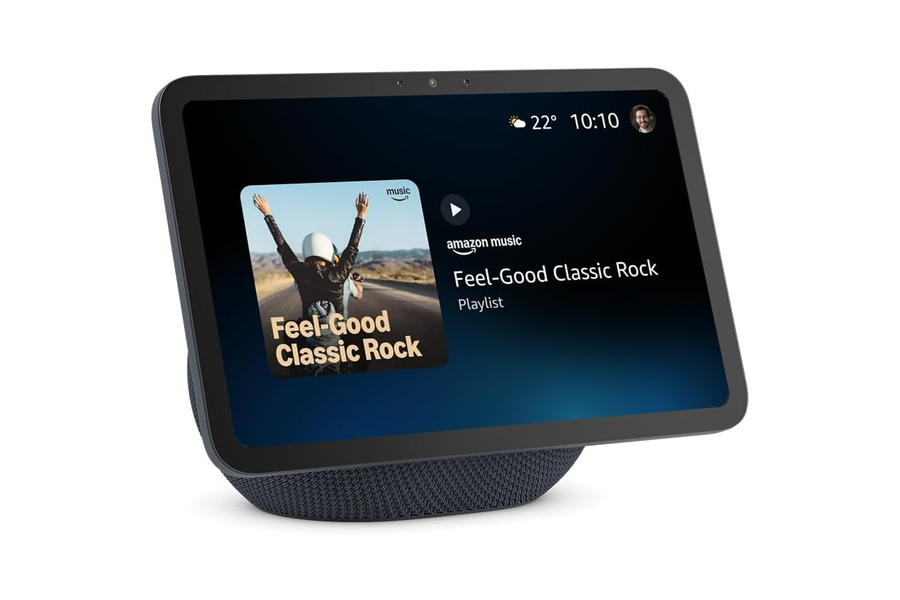 22° 10:10
music
amazon music
Feel-Good Classic Rock
Playlist
Feel-Good
Classic Rock